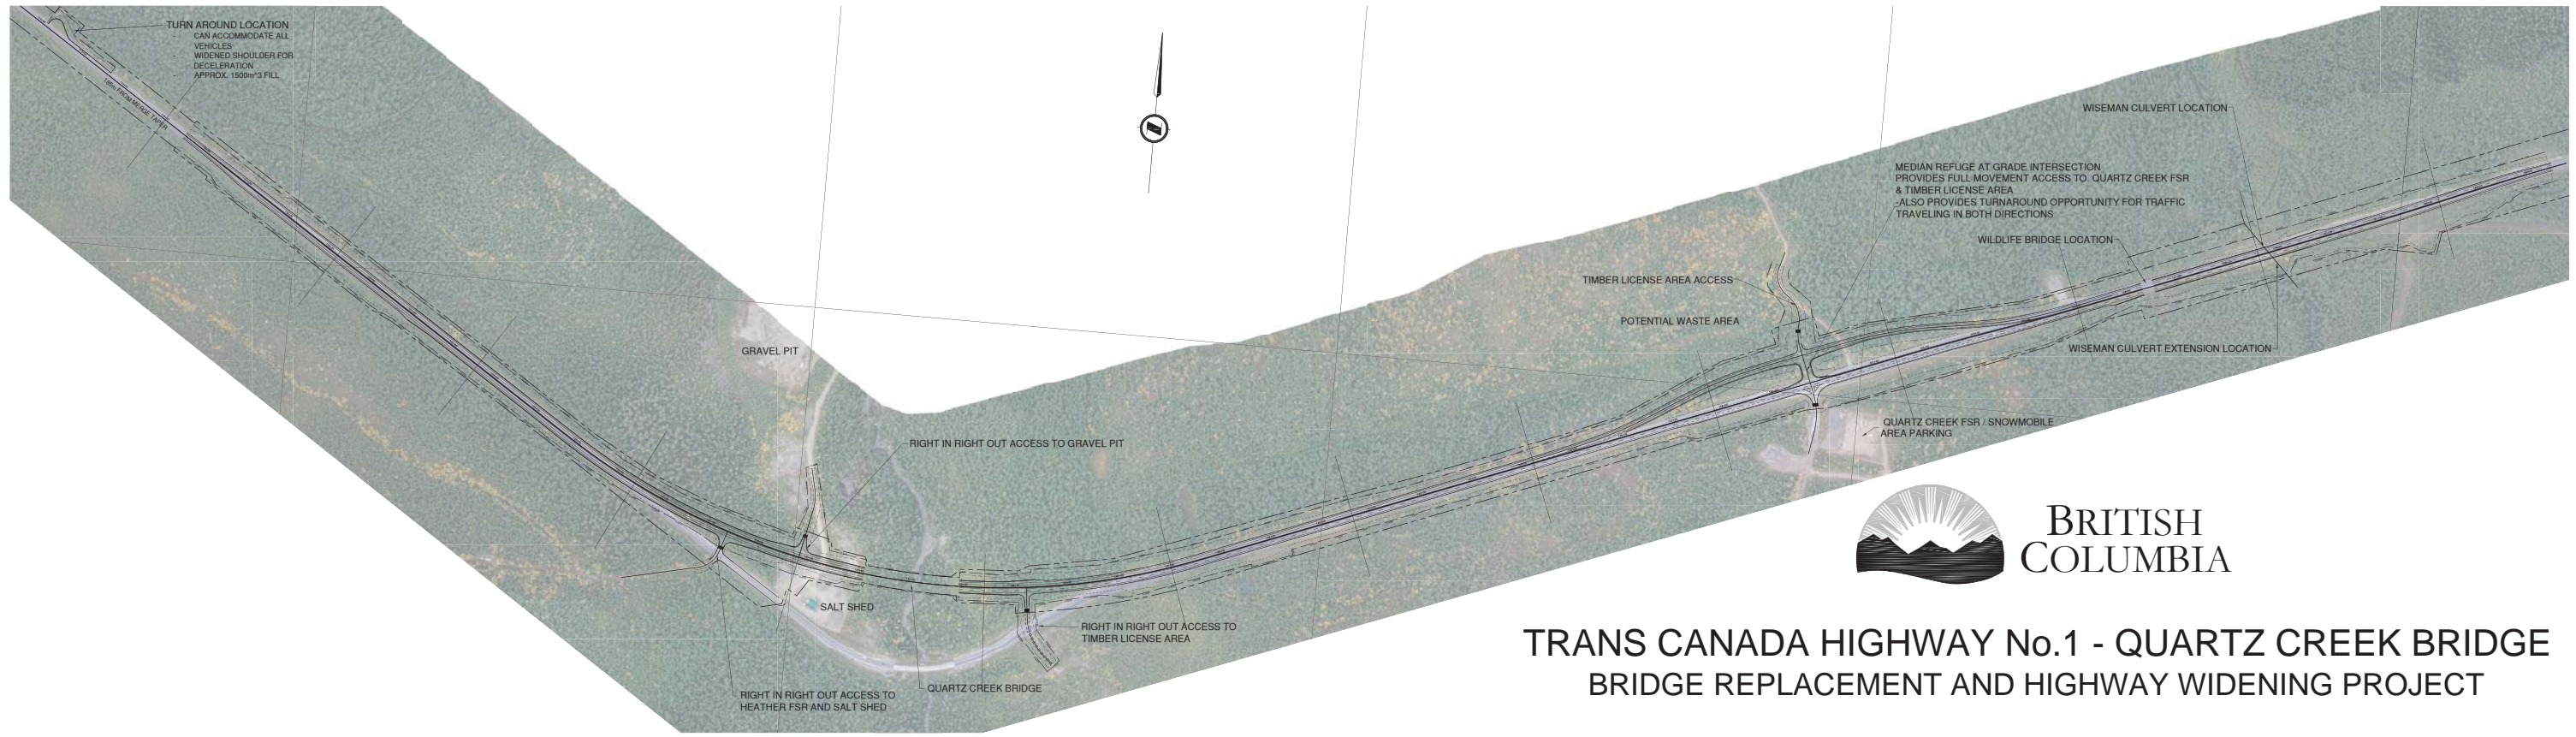 TURN AROUND LOCATION
- CAN ACCOMMODATE ALL
VEHICLES
- WIDENED SHOULDER FOR
DECELERATION
- APPROX. 1500m^3 FILL
FROM MERGE TAPER
WISEMAN CULVERT LOCATION
MEDIAN REFUGE AT GRADE INTERSECTION
PROVIDES FULL MOVEMENT ACCESS TO QUARTZ CREEK FSR
& TIMBER LICENSE AREA
-ALSO PROVIDES TURNAROUND OPPORTUNITY FOR TRAFFIC
TRAVELING IN BOTH DIRECTIONS
WILDLIFE BRIDGE LOCATION
TIMBER LICENSE AREA ACCESS
POTENTIAL WASTE AREA
WISEMAN CULVERT EXTENSION LOCATION
GRAVEL PIT
RIGHT IN RIGHT OUT ACCESS TO GRAVEL PIT
QUARTZ CREEK FSR / SNOWMOBILE
AREA PARKING
SALT SHED
RIGHT IN RIGHT OUT ACCESS TO
TIMBER LICENSE AREA
QUARTZ CREEK BRIDGE
RIGHT IN RIGHT OUT ACCESS TO
HEATHER FSR AND SALT SHED
BRITISH
COLUMBIA
TRANS CANADA HIGHWAY No.1 - QUARTZ CREEK BRIDGE
BRIDGE REPLACEMENT AND HIGHWAY WIDENING PROJECT